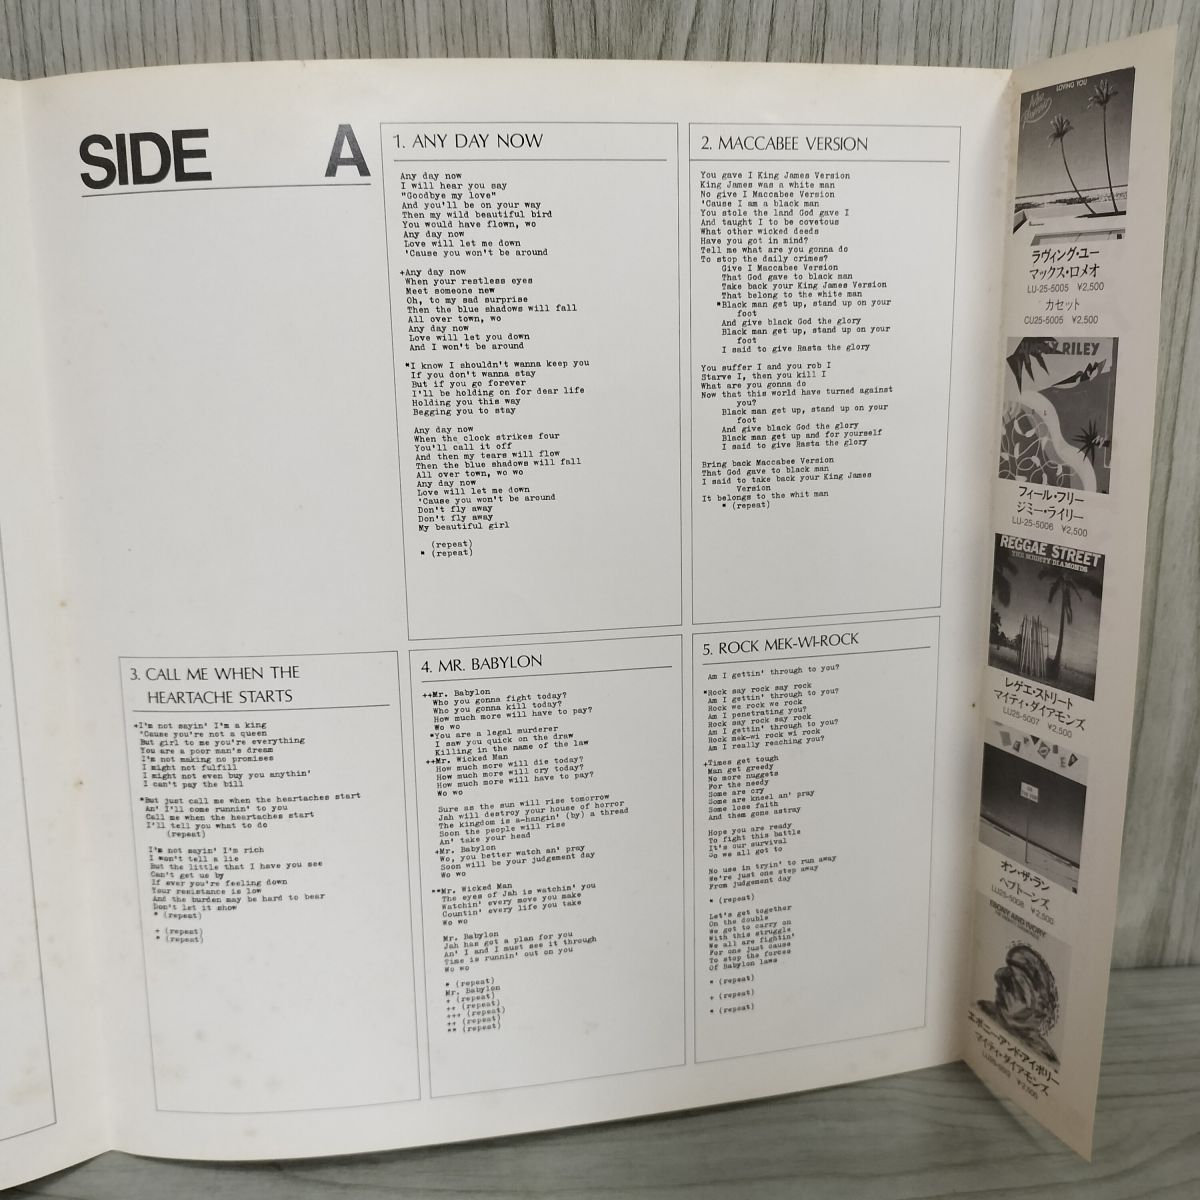 SIDE A
1. ANY DAY NOW
Any day now
I will hear you say
"Goodbye my love"
And you'll be on your way
Then my wild beautiful bird
You would have flown, wo
Any day now
Love will let me down
'Cause you won't be around
+Any day now
When your restless eyes
Meet someone new
Oh, to my sad surprise
Then the blue shadows will fall
All over town, wo
Any day now
Love will let you down
And I won't be around
*I know I shouldn't wanna keep you
If you don't wanna stay
But if you go forever
I'll be holding on for dear life
Holding you this way
Begging you to stay
Any day now
When the clock strikes four
You'll call it off
And then my tears will flow
Then the blue shadows will fall
All over town, wo wo
Any day now
Love will let me down
'Cause you won't be around
Don't fly away
Don't fly away
My beautiful girl
(repeat)
* (repeat)
2. MACCABEE VERSION
You gave I King James Version
King James was a white man
No give I Maccabee Version
'Cause I am a black man
You stole the land God gave I
And taught I to be covetous
What other wicked deeds
Have you got in mind?
Tell me what are you gonna do
To stop the daily crimes?
Give I Maccabee Version
That God gave to black man
Take back your King James Version
That belong to the white man
*Black man get up, stand up on your
foot
And give black God the glory
Black man get up, stand up on your
foot
I said to give Rasta the glory
You suffer I and you rob I
Starve I, then you kill I
What are you gonna do
Now that this world have turned against
you?
Black man get up, stand up on your
foot
And give black God the glory
Black man get up and for yourself
I said to give Rasta the glory
Bring back Maccabee Version
That God gave to black man
I said to take back your King James
Version
It belongs to the whit man
* (repeat)
3. CALL ME WHEN THE
HEARTACHE STARTS
+I'm not sayin' I'm a king
'Cause you're not a queen
But girl to me you're everything
You are a poor man's dream
I'm not making no promises
I might not fulfill
I might not even buy you anythin'
I can't pay the bill
*But just call me when the heartaches start
An' I'll come runnin' to you
Call me when the heartaches start
I'll tell you what to do
(repeat)
I'm not sayin' I'm rich
I won't tell a lie
But the little that I have you see
Can't get us by
If ever you're feeling down
Your resistance is low
And the burden may be hard to bear
Don't let it show
* (repeat)
+ (repeat)
* (repeat)
4. MR. BABYLON
++Mr. Babylon
Who you gonna fight today?
Who you gonna kill today?
How much more will have to pay?
Wo wo
*You are a legal murderer
I saw you quick on the draw
Killing in the name of the law
++Mr. Wicked Man
How much more will die today?
How much more will cry today?
How much more will have to pay?
Wo wo
Sure as the sun will rise tomorrow
Jah will destroy your house of horror
The kingdom is a-hangin' (by) a thread
Soon the people will rise
An' take your head
+Mr. Babylon
Wo, you better watch an' pray
Soon will be your judgement day
Wo wo
**Mr. Wicked Man
The eyes of Jah is watchin' you
Watchin' every move you make
Countin' every life you take
Wo wo
Mr. Babylon
Jah has got a plan for you
An' I and I must see it through
Time is runnin' out on you
Wo wo
* (repeat)
Mr. Babylon
+ (repeat)
++ (repeat)
+++ (repeat)
++ (repeat)
** (repeat)
5. ROCK MEK-WI-ROCK
Am I gettin' through to you?
*Rock say rock say rock
Am I gettin' through to you?
Rock we rock we rock
Am I penetrating you?
Rock say rock say rock
Am I gettin' through to you?
Rock mek-wi rock wi rock
Am I really reaching you?
+Times get tough
Man get greedy
No more nuggets
For the needy
Some are cry
Some are kneel an' pray
Some lose faith
And them gone astray
Hope you are ready
To fight this battle
It's our survival
So we all got to
No use in tryin' to run away
We're just one step away
From judgement day
* (repeat)
Let's get together
On the double
We got to carry on
With this struggle
We all are fightin'
For one just cause
To stop the forces
Of Babylon laws
* (repeat)
+ (repeat)
* (repeat)
LOVING YOU
ラヴィング・ユー
マックス・ロメオ
LU-25-5005 ¥2,500
カセット
CU25-5005 ¥2,500
RILEY
フィール・フリー
ジミー・ライリー
LU-25-5006 ¥2,500
REGGAE STREET
THE MIGHTY DIAMONDS
レゲエ・ストリート
マイティ・ダイアモンズ
LU25-5007 ¥2,500
オン・ザ・ラン
ヘプトーンズ
LU25-5008 ¥2,500
EBONY AND IVORY
エボニー・アンド・アイボリー
マイティ・ダイアモンズ
¥2,500